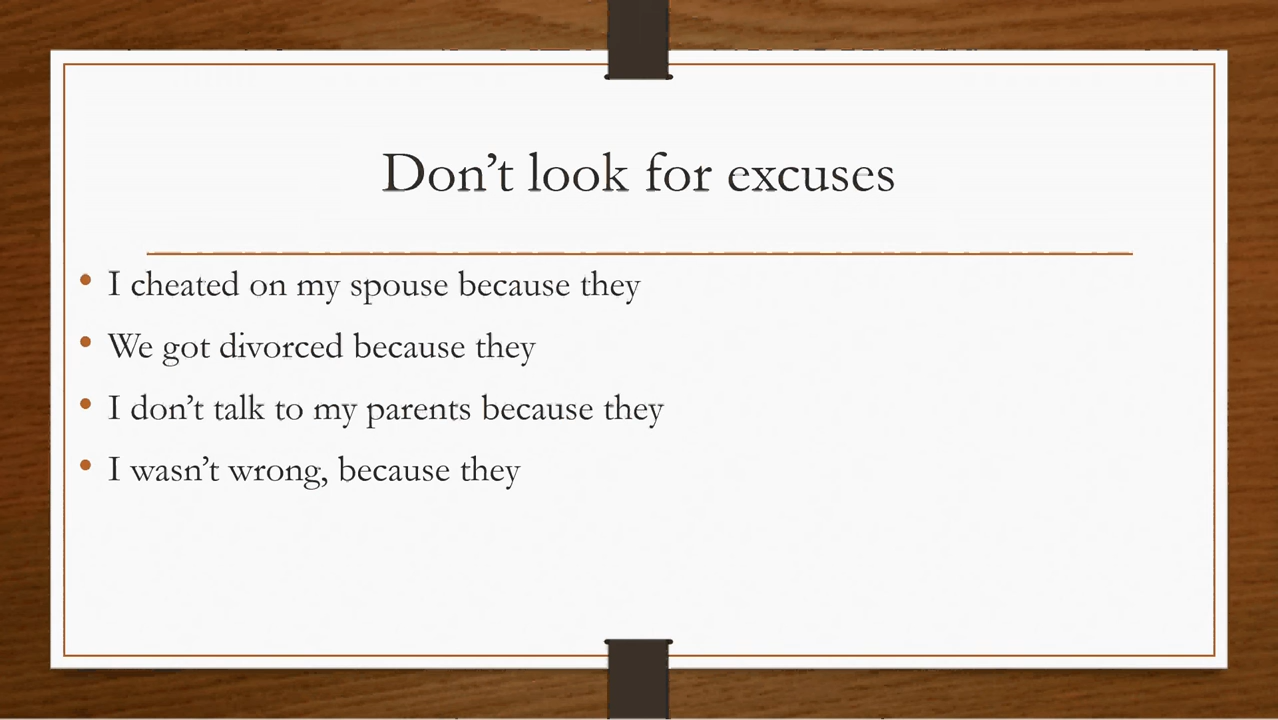 Don’t look for excuses
• I cheated on my spouse because they
• We got divorced because they
• I don’t talk to my parents because they
• I wasn’t wrong, because they